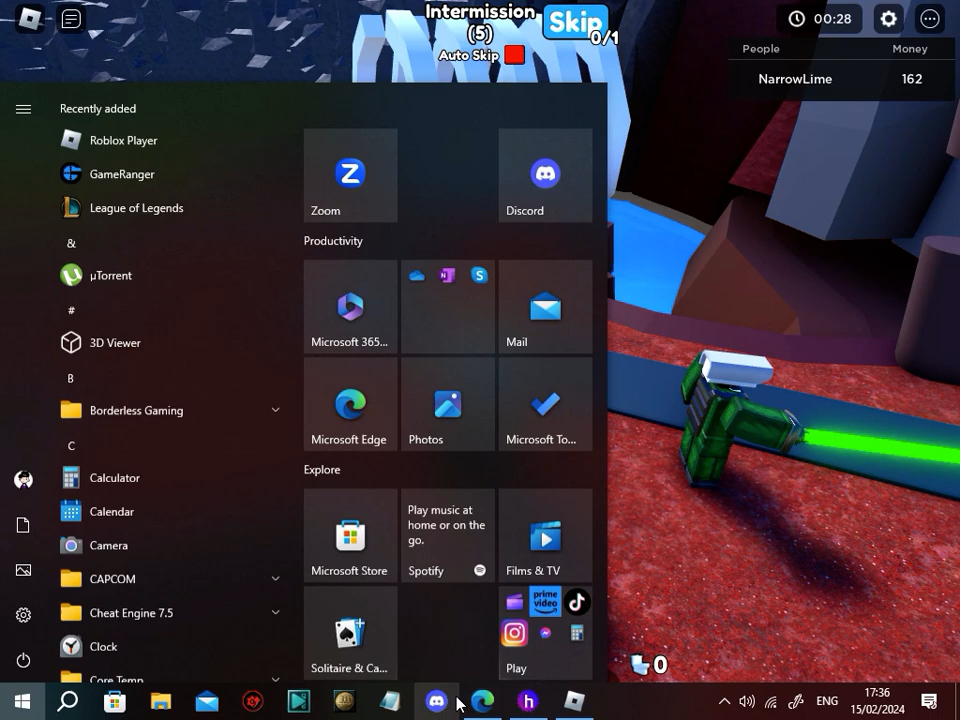 Intermission
(5)
Auto Skip
Skip
0/1
00:28
People Money
NarrowLime 162
Recently added
Roblox Player
GameRanger
League of Legends
&
µTorrent
#
3D Viewer
B
Borderless Gaming
C
Calculator
Calendar
Camera
CAPCOM
Cheat Engine 7.5
Clock
Core Temp
Zoom
Discord
Productivity
Microsoft 365...
Mail
Microsoft Edge
Photos
Microsoft To...
Explore
Microsoft Store
Play music at
home or on the
go.
Spotify
Films & TV
prime
video
Solitaire & Ca...
Play
0
ENG
17:36
15/02/2024